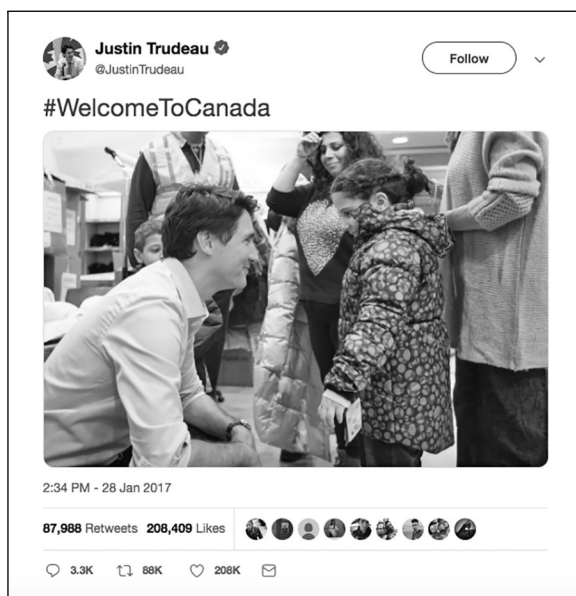 Justin Trudeau
@JustinTrudeau
Follow
#WelcomeToCanada
2:34 PM - 28 Jan 2017
87,988 Retweets 208,409 Likes
3.3K 88K 208K